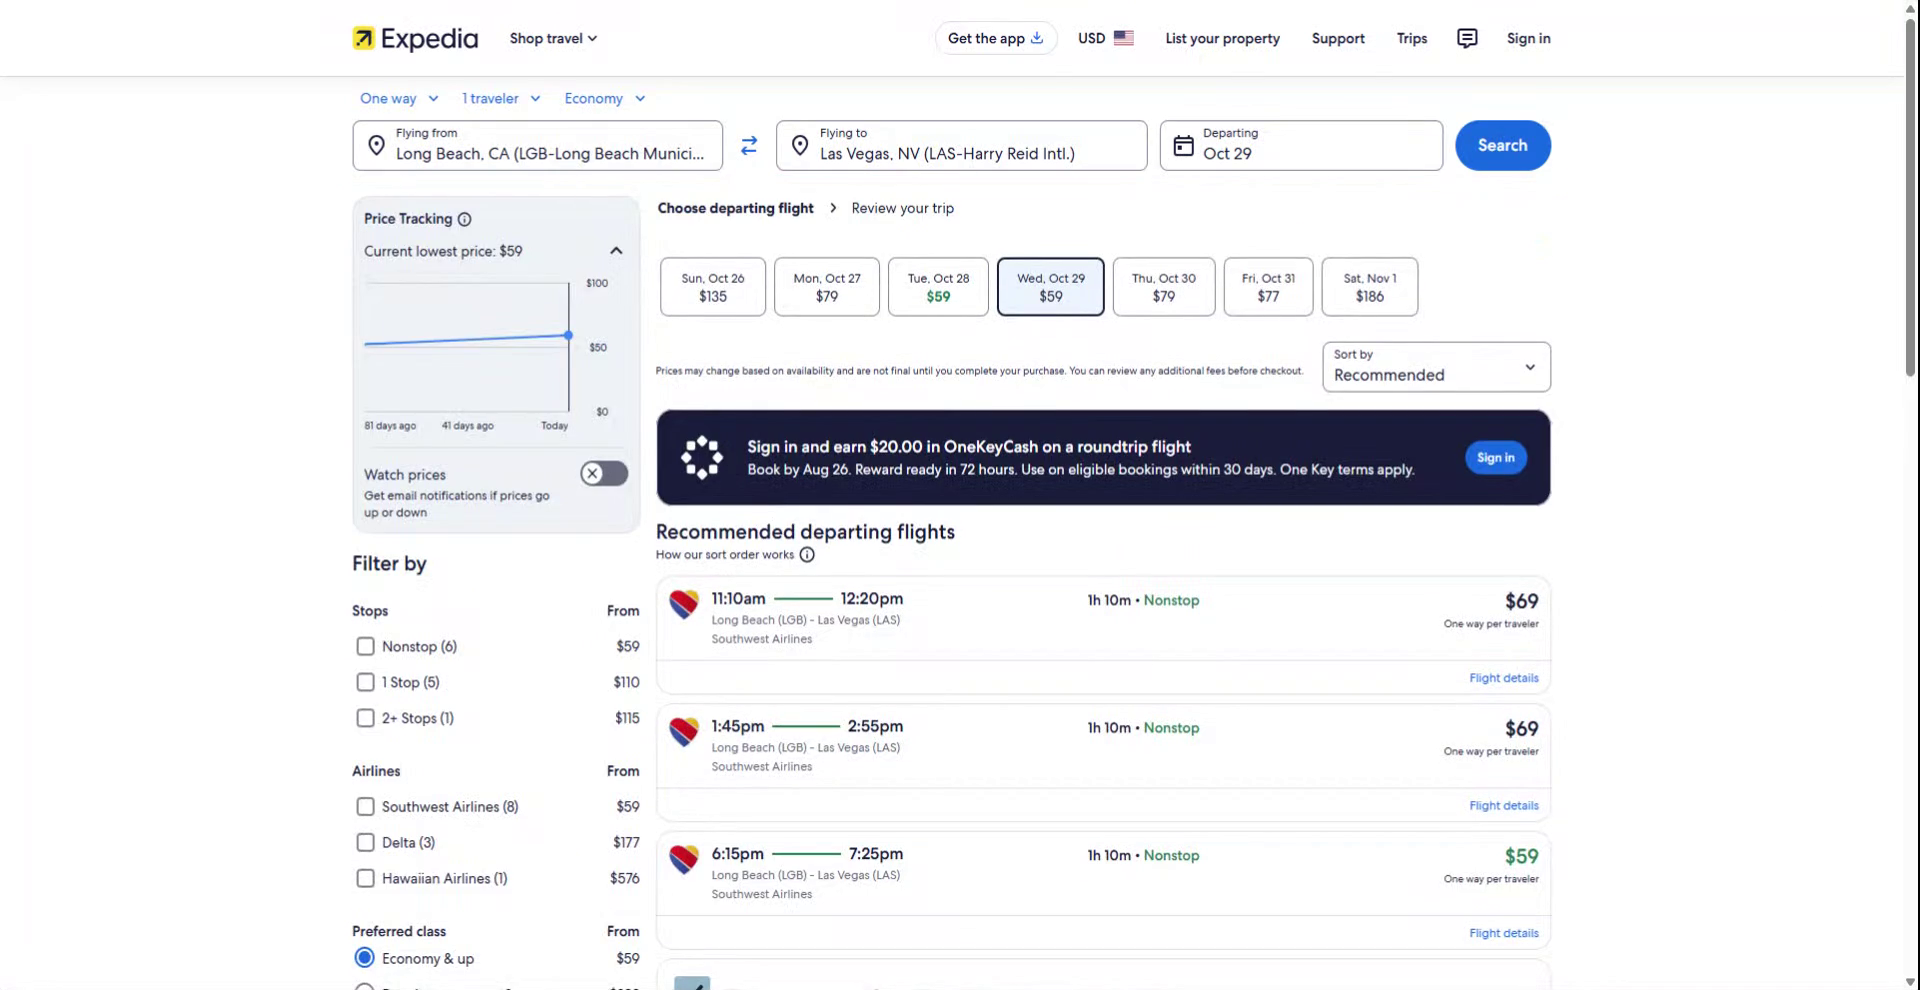 Expedia
Shop travel
Get the app
USD
List your property
Support
Trips
Sign in
One way
1 traveler
Economy
Flying from
Long Beach, CA (LGB-Long Beach Munici...
Flying to
Las Vegas, NV (LAS-Harry Reid Intl.)
Departing
Oct 29
Search
Price Tracking
Current lowest price: $59
$100
$50
$0
81 days ago
41 days ago
Today
Watch prices
Get email notifications if prices go
up or down
Choose departing flight
Review your trip
Sun, Oct 26
$135
Mon, Oct 27
$79
Tue, Oct 28
$59
Wed, Oct 29
$59
Thu, Oct 30
$79
Fri, Oct 31
$77
Sat, Nov 1
$186
Prices may change based on availability and are not final until you complete your purchase. You can review any additional fees before checkout.
Sort by
Recommended
Sign in and earn $20.00 in OneKeyCash on a roundtrip flight
Book by Aug 26. Reward ready in 72 hours. Use on eligible bookings within 30 days. One Key terms apply.
Sign in
Filter by
Stops From
Nonstop (6) $59
1 Stop (5) $110
2+ Stops (1) $115
Airlines From
Southwest Airlines (8) $59
Delta (3) $177
Hawaiian Airlines (1) $576
Preferred class From
Economy & up $59
Recommended departing flights
How our sort order works
11:10am 12:20pm
Long Beach (LGB) - Las Vegas (LAS)
Southwest Airlines
1h 10m • Nonstop
$69
One way per traveler
Flight details
1:45pm 2:55pm
Long Beach (LGB) - Las Vegas (LAS)
Southwest Airlines
1h 10m • Nonstop
$69
One way per traveler
Flight details
6:15pm 7:25pm
Long Beach (LGB) - Las Vegas (LAS)
Southwest Airlines
1h 10m • Nonstop
$59
One way per traveler
Flight details